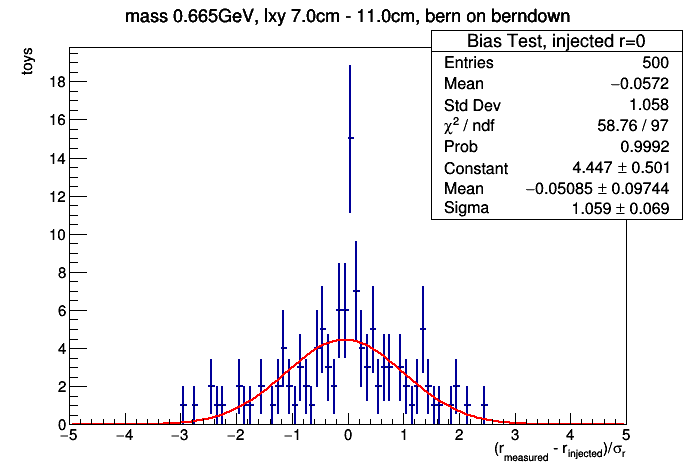 mass 0.665GeV, lxy 7.0cm - 11.0cm, bern on berndown
Bias Test, injected r=0
Entries 500
Mean −0.0572
Std Dev 1.058
χ² / ndf 58.76 / 97
Prob 0.9992
Constant 4.447 ± 0.501
Mean −0.05085 ± 0.09744
Sigma 1.059 ± 0.069
toys
18
16
14
12
10
8
6
4
2
0
−5 −4 −3 −2 −1 0 1 2 3 4 5
(r_measured - r_injected)/σ_r